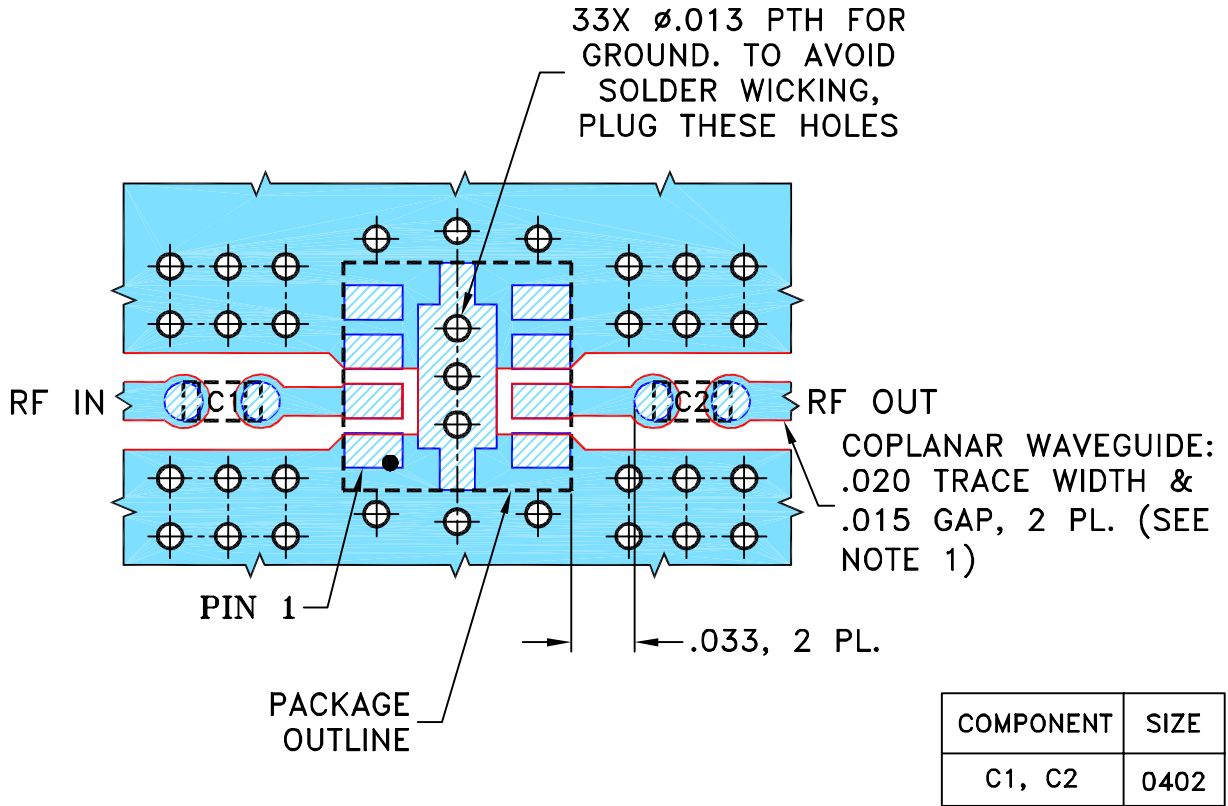 33X ø.013 PTH FOR
GROUND. TO AVOID
SOLDER WICKING,
PLUG THESE HOLES
RF IN
C1
C2
RF OUT
COPLANAR WAVEGUIDE:
.020 TRACE WIDTH &
.015 GAP, 2 PL. (SEE
NOTE 1)
PIN 1
.033, 2 PL.
PACKAGE
OUTLINE
COMPONENT SIZE
C1, C2 0402